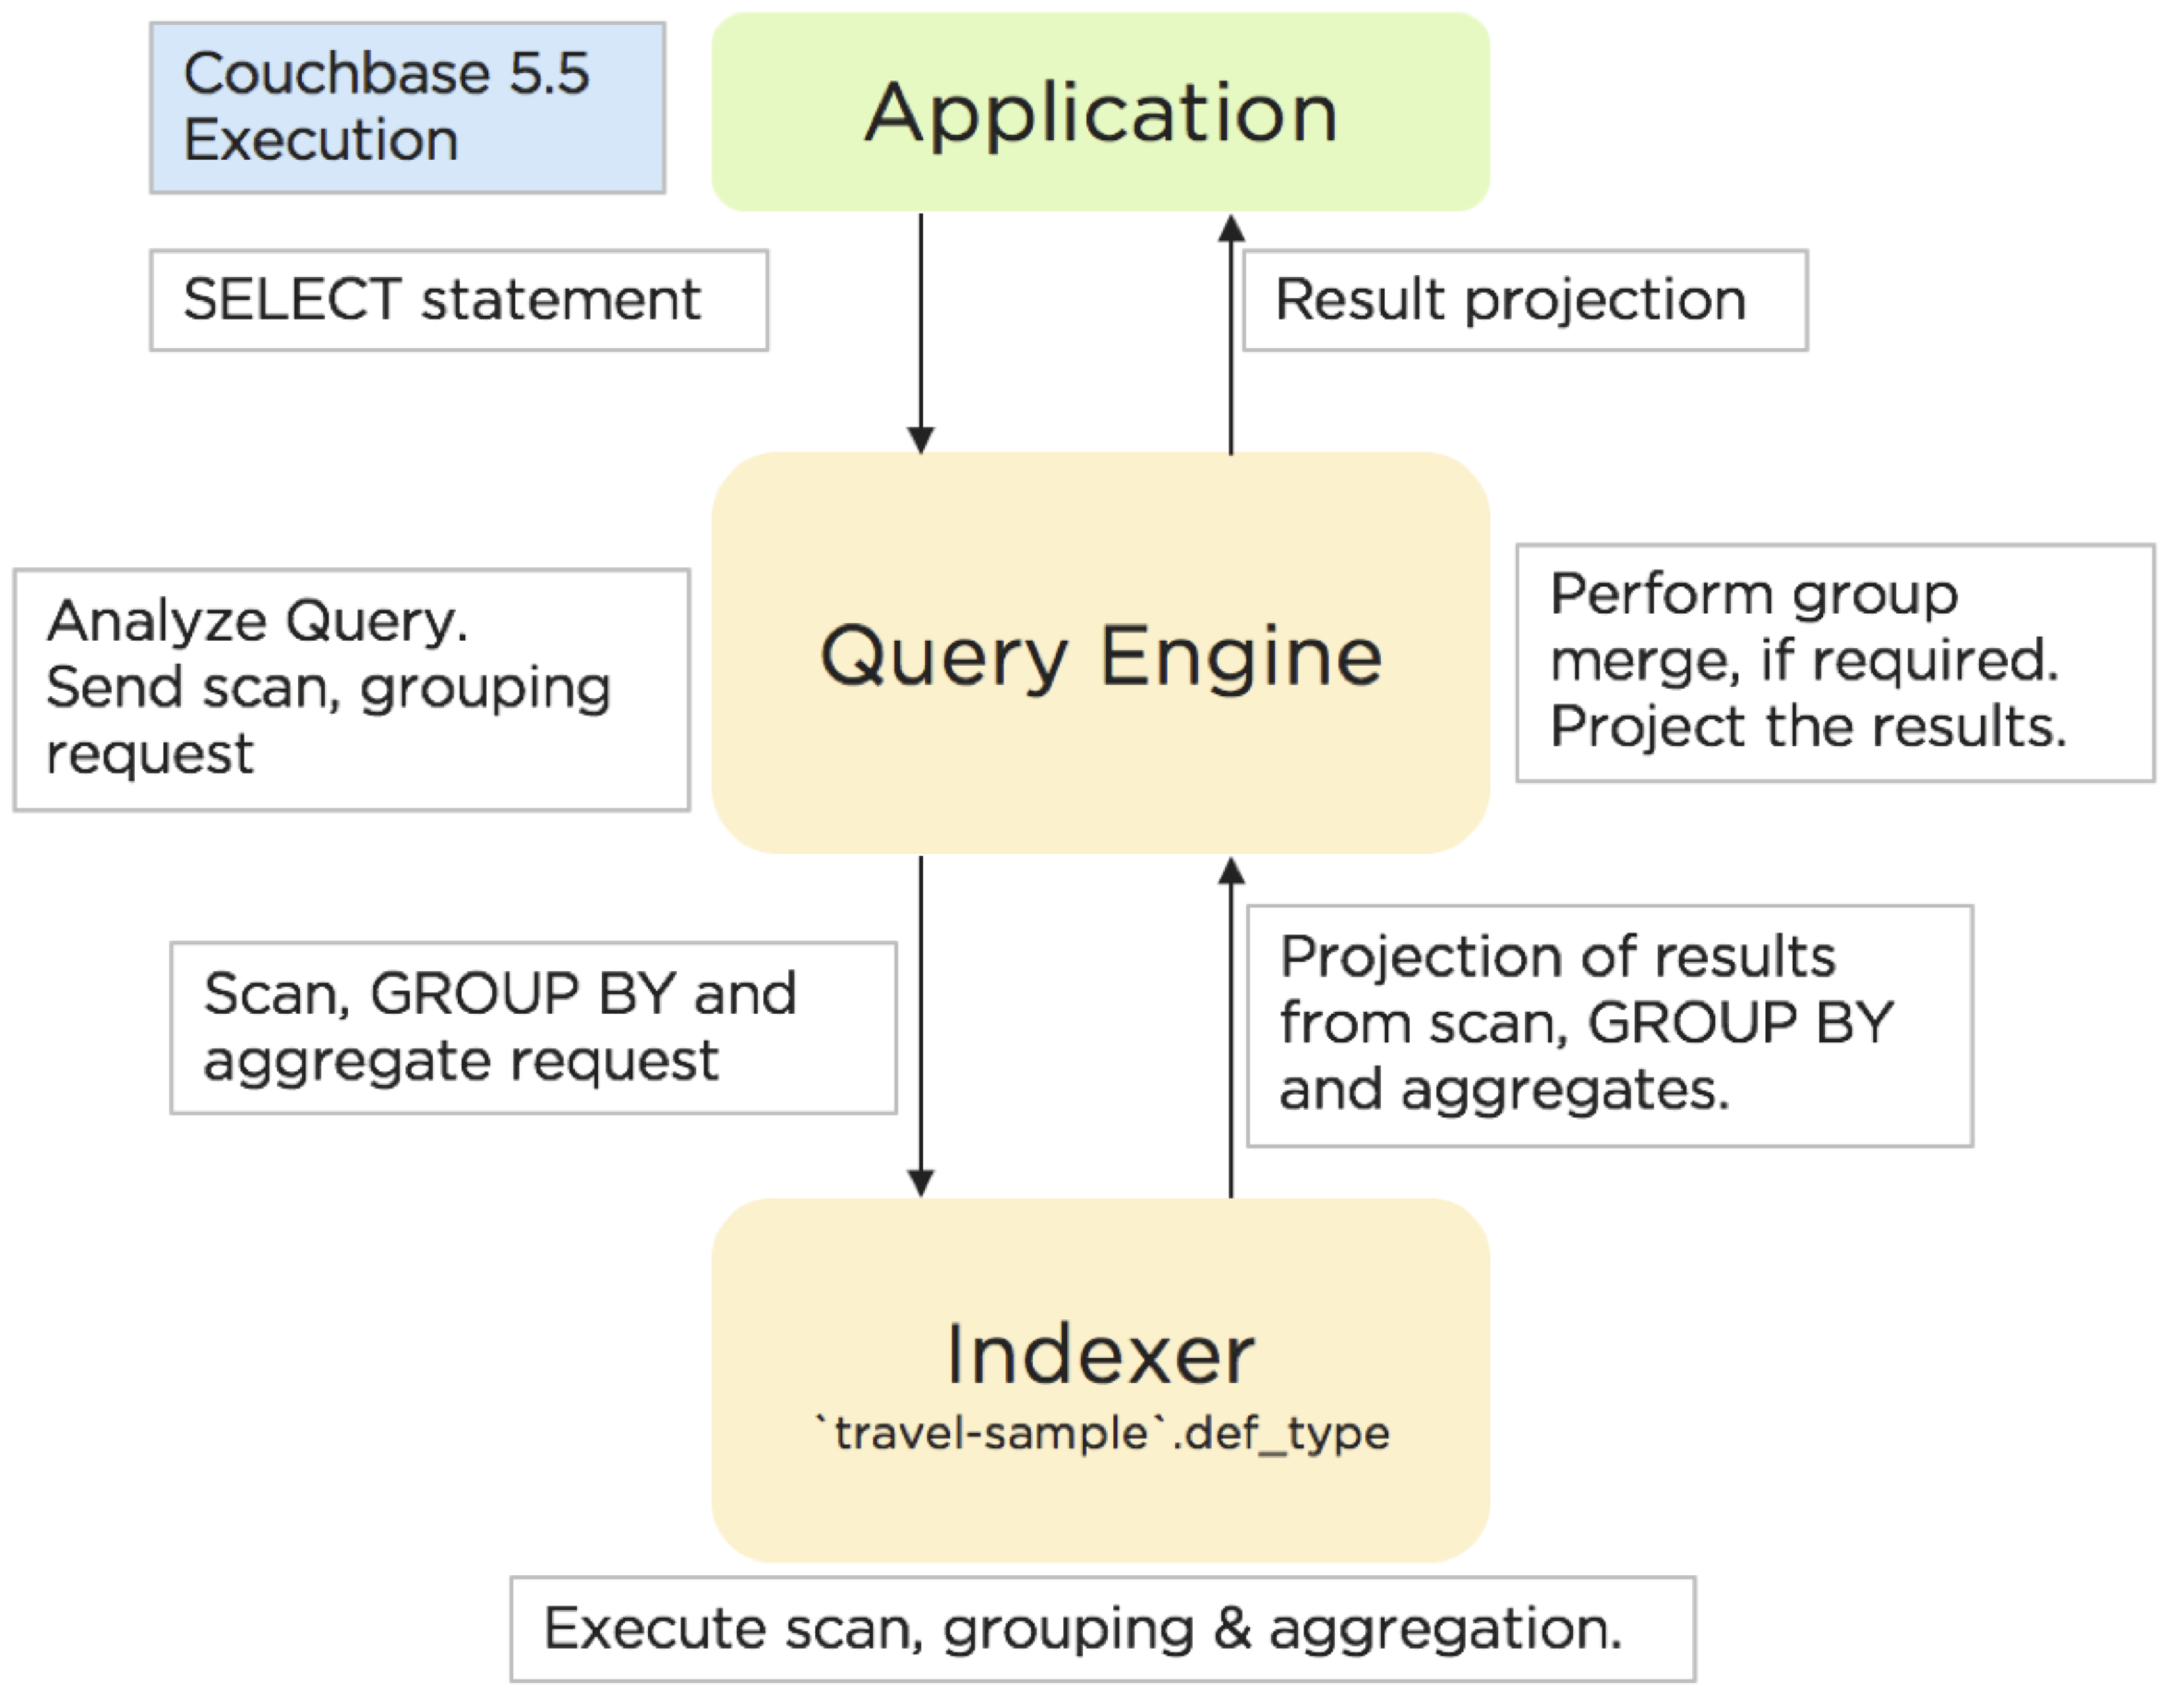 Couchbase 5.5
Execution
Application
SELECT statement
Result projection
Analyze Query.
Send scan, grouping
request
Query Engine
Perform group
merge, if required.
Project the results.
Scan, GROUP BY and
aggregate request
Projection of results
from scan, GROUP BY
and aggregates.
Indexer
`travel-sample`.def_type
Execute scan, grouping & aggregation.